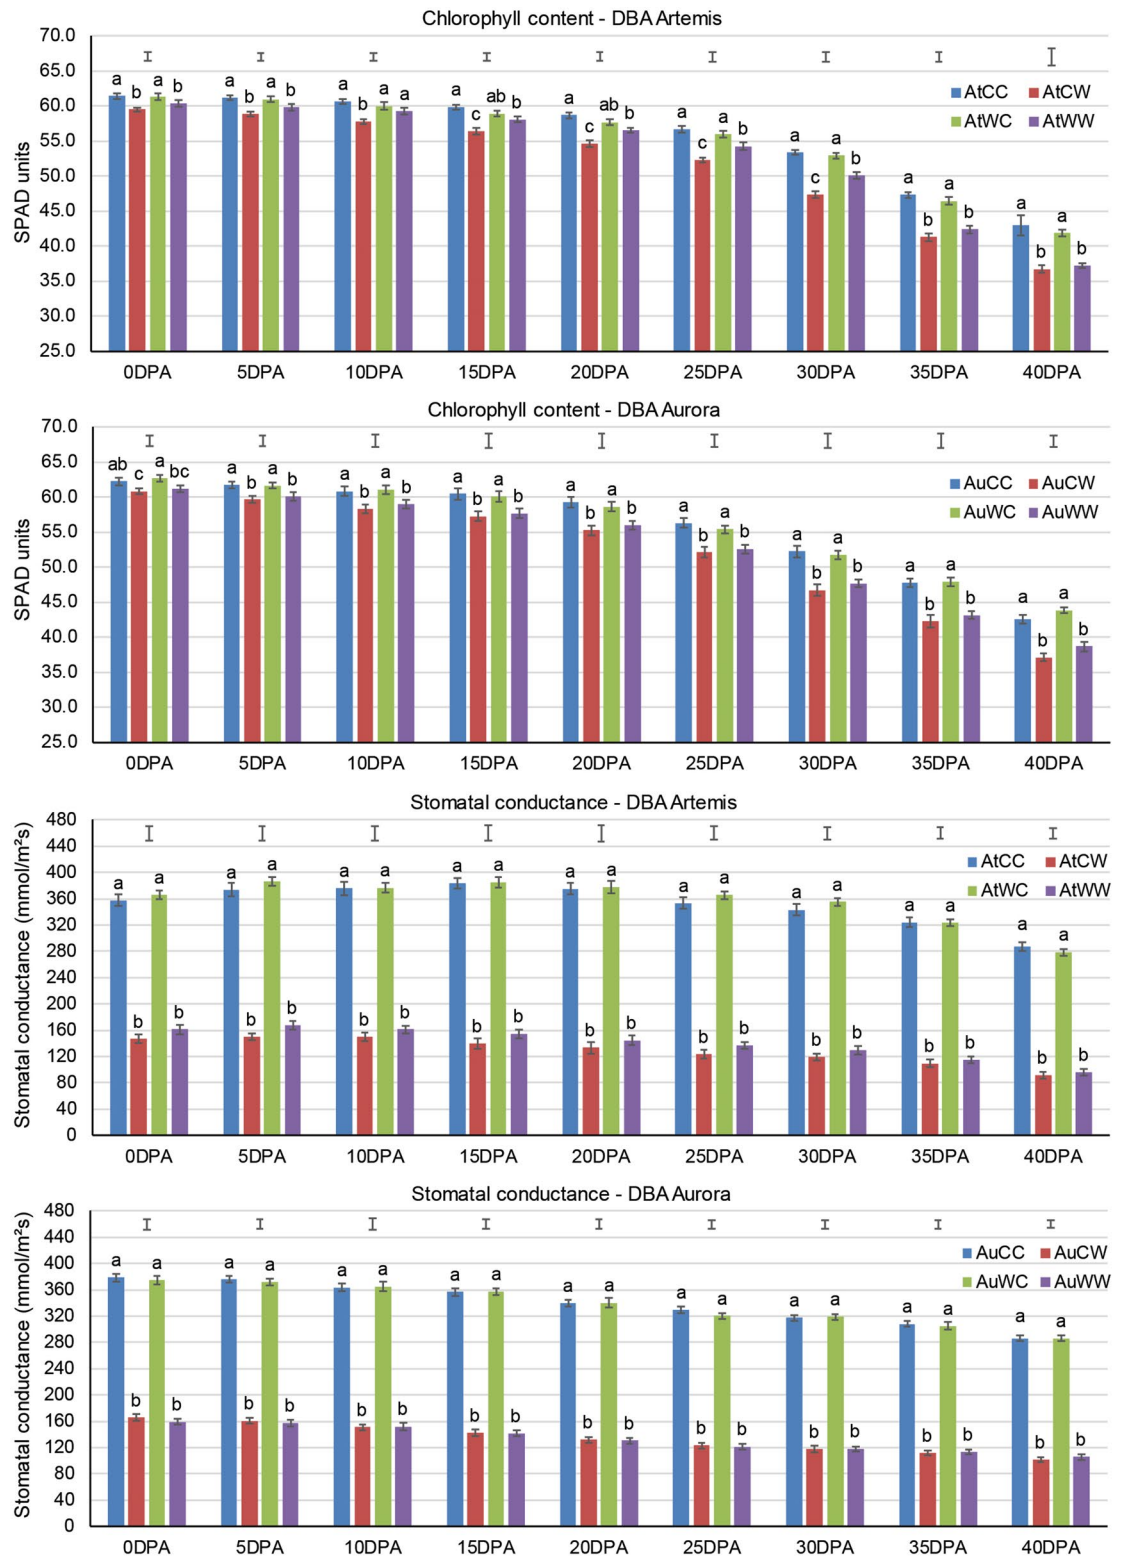 Chlorophyll content - DBA Artemis
70.0
65.0
a b a b a b a b a b a a a c ab b a c ab b a c a b a c a b a b a b a b a b
AtCC AtCW
60.0
AtWC AtWW
55.0
50.0
45.0
40.0
35.0
30.0
25.0
SPAD units
0DPA 5DPA 10DPA 15DPA 20DPA 25DPA 30DPA 35DPA 40DPA
Chlorophyll content - DBA Aurora
70.0
65.0
ab c a bc a b a b a b a b a b a b a b a b a b a b a b a b a b a b a b a b
AuCC AuCW
60.0
AuWC AuWW
55.0
50.0
45.0
40.0
35.0
30.0
25.0
SPAD units
0DPA 5DPA 10DPA 15DPA 20DPA 25DPA 30DPA 35DPA 40DPA
Stomatal conductance - DBA Artemis
480
440
400
AtCC AtCW
a a a a a a a a a a a a a a a a a a
AtWC AtWW
360
320
280
240
200
160
b b b b b b b b b b b b b b b b b b
120
80
40
0
Stomatal conductance (mmol/m²s)
0DPA 5DPA 10DPA 15DPA 20DPA 25DPA 30DPA 35DPA 40DPA
Stomatal conductance - DBA Aurora
480
440
AuCC AuCW
400
AuWC AuWW
a a a a a a a a a a a a a a a a a a
360
320
280
240
200
160
b b b b b b b b b b b b b b b b b b
120
80
40
0
Stomatal conductance (mmol/m²s)
0DPA 5DPA 10DPA 15DPA 20DPA 25DPA 30DPA 35DPA 40DPA